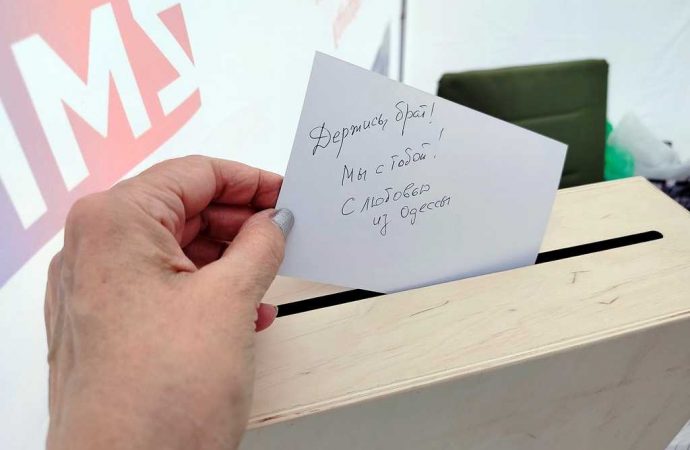 Держись, брат!
Мы с тобой!
С любовью
из Одессы